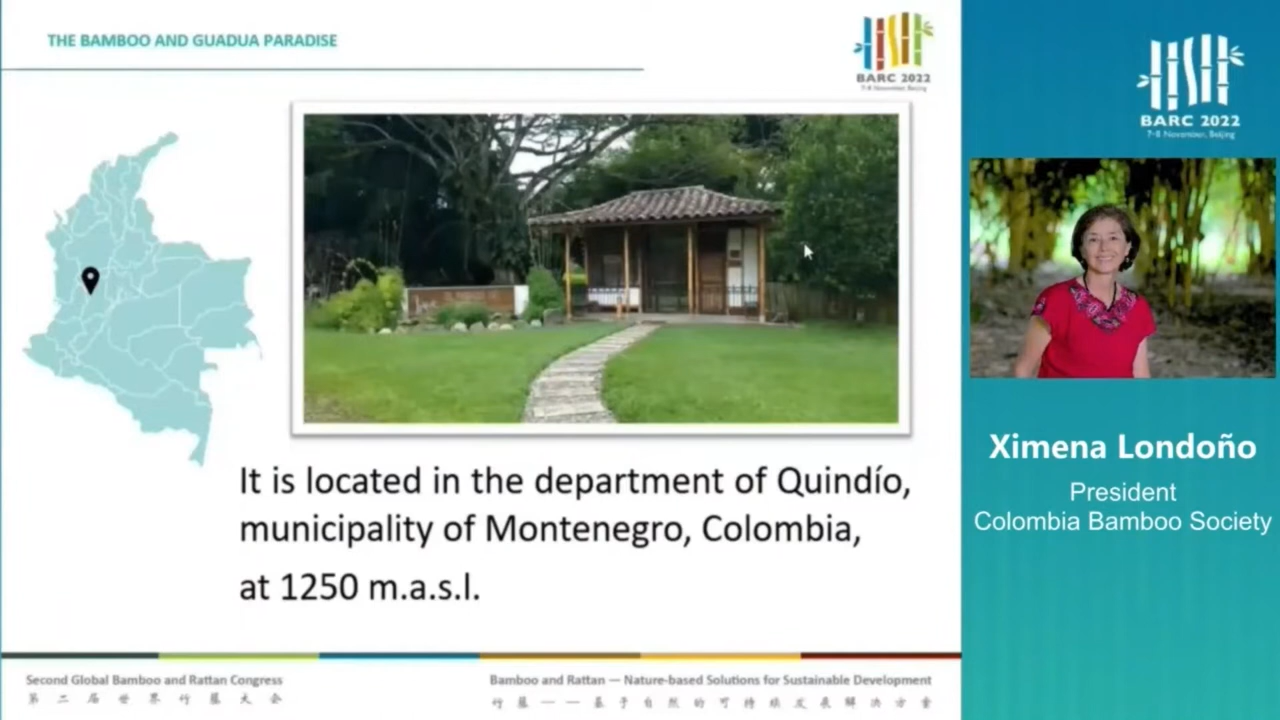 THE BAMBOO AND GUADUA PARADISE
BARC 2022
7-8 November, Beijing
It is located in the department of Quindío,
municipality of Montenegro, Colombia,
at 1250 m.a.s.l.
Second Global Bamboo and Rattan Congress
第二届世界竹藤大会
Bamboo and Rattan — Nature-based Solutions for Sustainable Development
竹藤——基于自然的可持续发展解决方案
BARC 2022
7-8 November, Beijing
Ximena Londoño
President
Colombia Bamboo Society